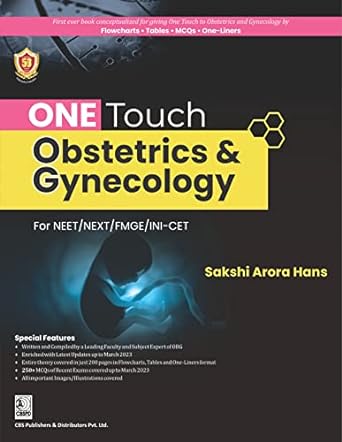 First ever book conceptualized for giving One Touch to Obstetrics and Gynecology by
Flowcharts • Tables • MCQs • One-Liners
ONE Touch
Obstetrics &
Gynecology
For NEET/NEXT/FMGE/INI-CET
Sakshi Arora Hans
Special Features
• Written and Compiled by a Leading Faculty and Subject Expert of OBG
• Enriched with Latest Updates up to March 2023
• Entire theory covered in just 200 pages in Flowcharts, Tables and One-Liners format
• 250+ MCQs of Recent Exams covered up to March 2023
• All important Images/Illustrations covered
CBSPD
CBS Publishers & Distributors Pvt. Ltd.